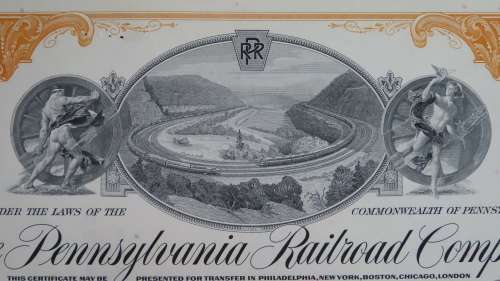 PRR
DER THE LAWS OF THE COMMONWEALTH OF PENNSY
e Pennsylvania Railroad Comp
THIS CERTIFICATE MAY BE PRESENTED FOR TRANSFER IN PHILADELPHIA, NEW YORK, BOSTON, CHICAGO, LONDON